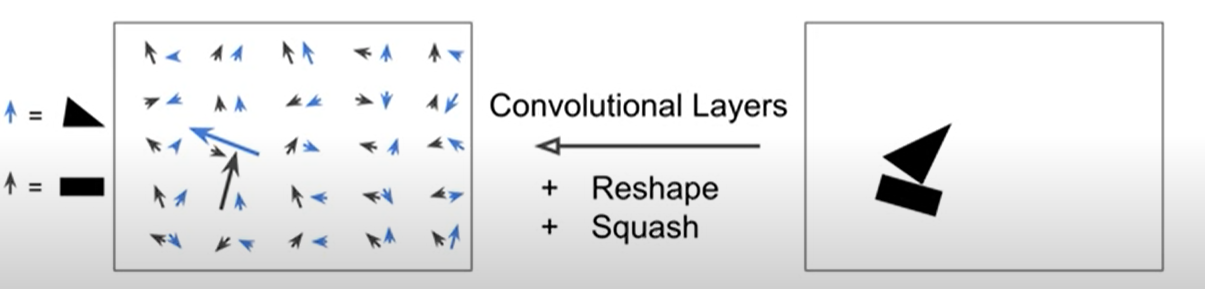 =
=
Convolutional Layers
+ Reshape
+ Squash